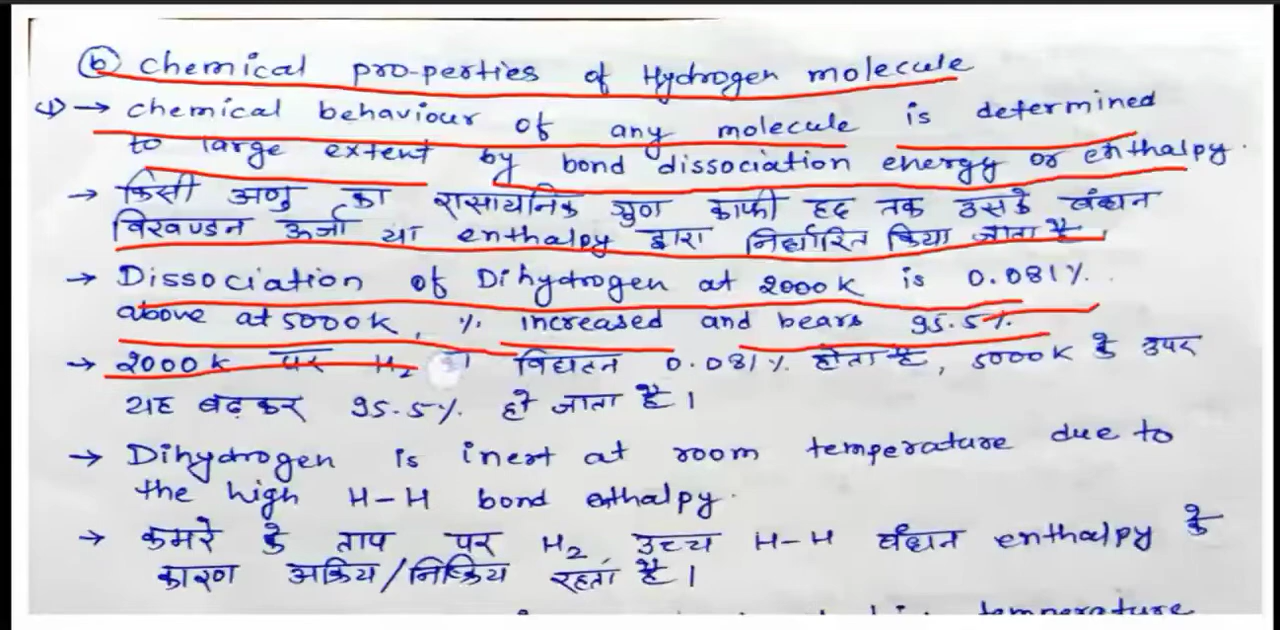 (b) Chemical pro-perties of Hydrogen molecule
(1) → chemical behaviour of any molecule is determined
to large extent by bond dissociation energy or enthalpy.
→ किसी अणु का रासायनिक गुण काफी हद तक उसके बंधन
विखण्डन ऊर्जा या enthalpy द्वारा निर्धारित किया जाता है।
→ Dissociation of Dihydrogen at 2000K is 0.081%.
above at 5000K, % increased and bears 95.5%.
→ 2000K पर H₂ विघटन 0.081% होता है, 5000K के उपर
यह बढ़कर 95.5% हो जाता है।
→ Dihydrogen is inert at room temperature due to
the high H-H bond enthalpy.
→ कमरे के ताप पर H₂, उच्च H-H बंधन enthalpy के
कारण अक्रिय/निष्क्रिय रहता है।
temperature